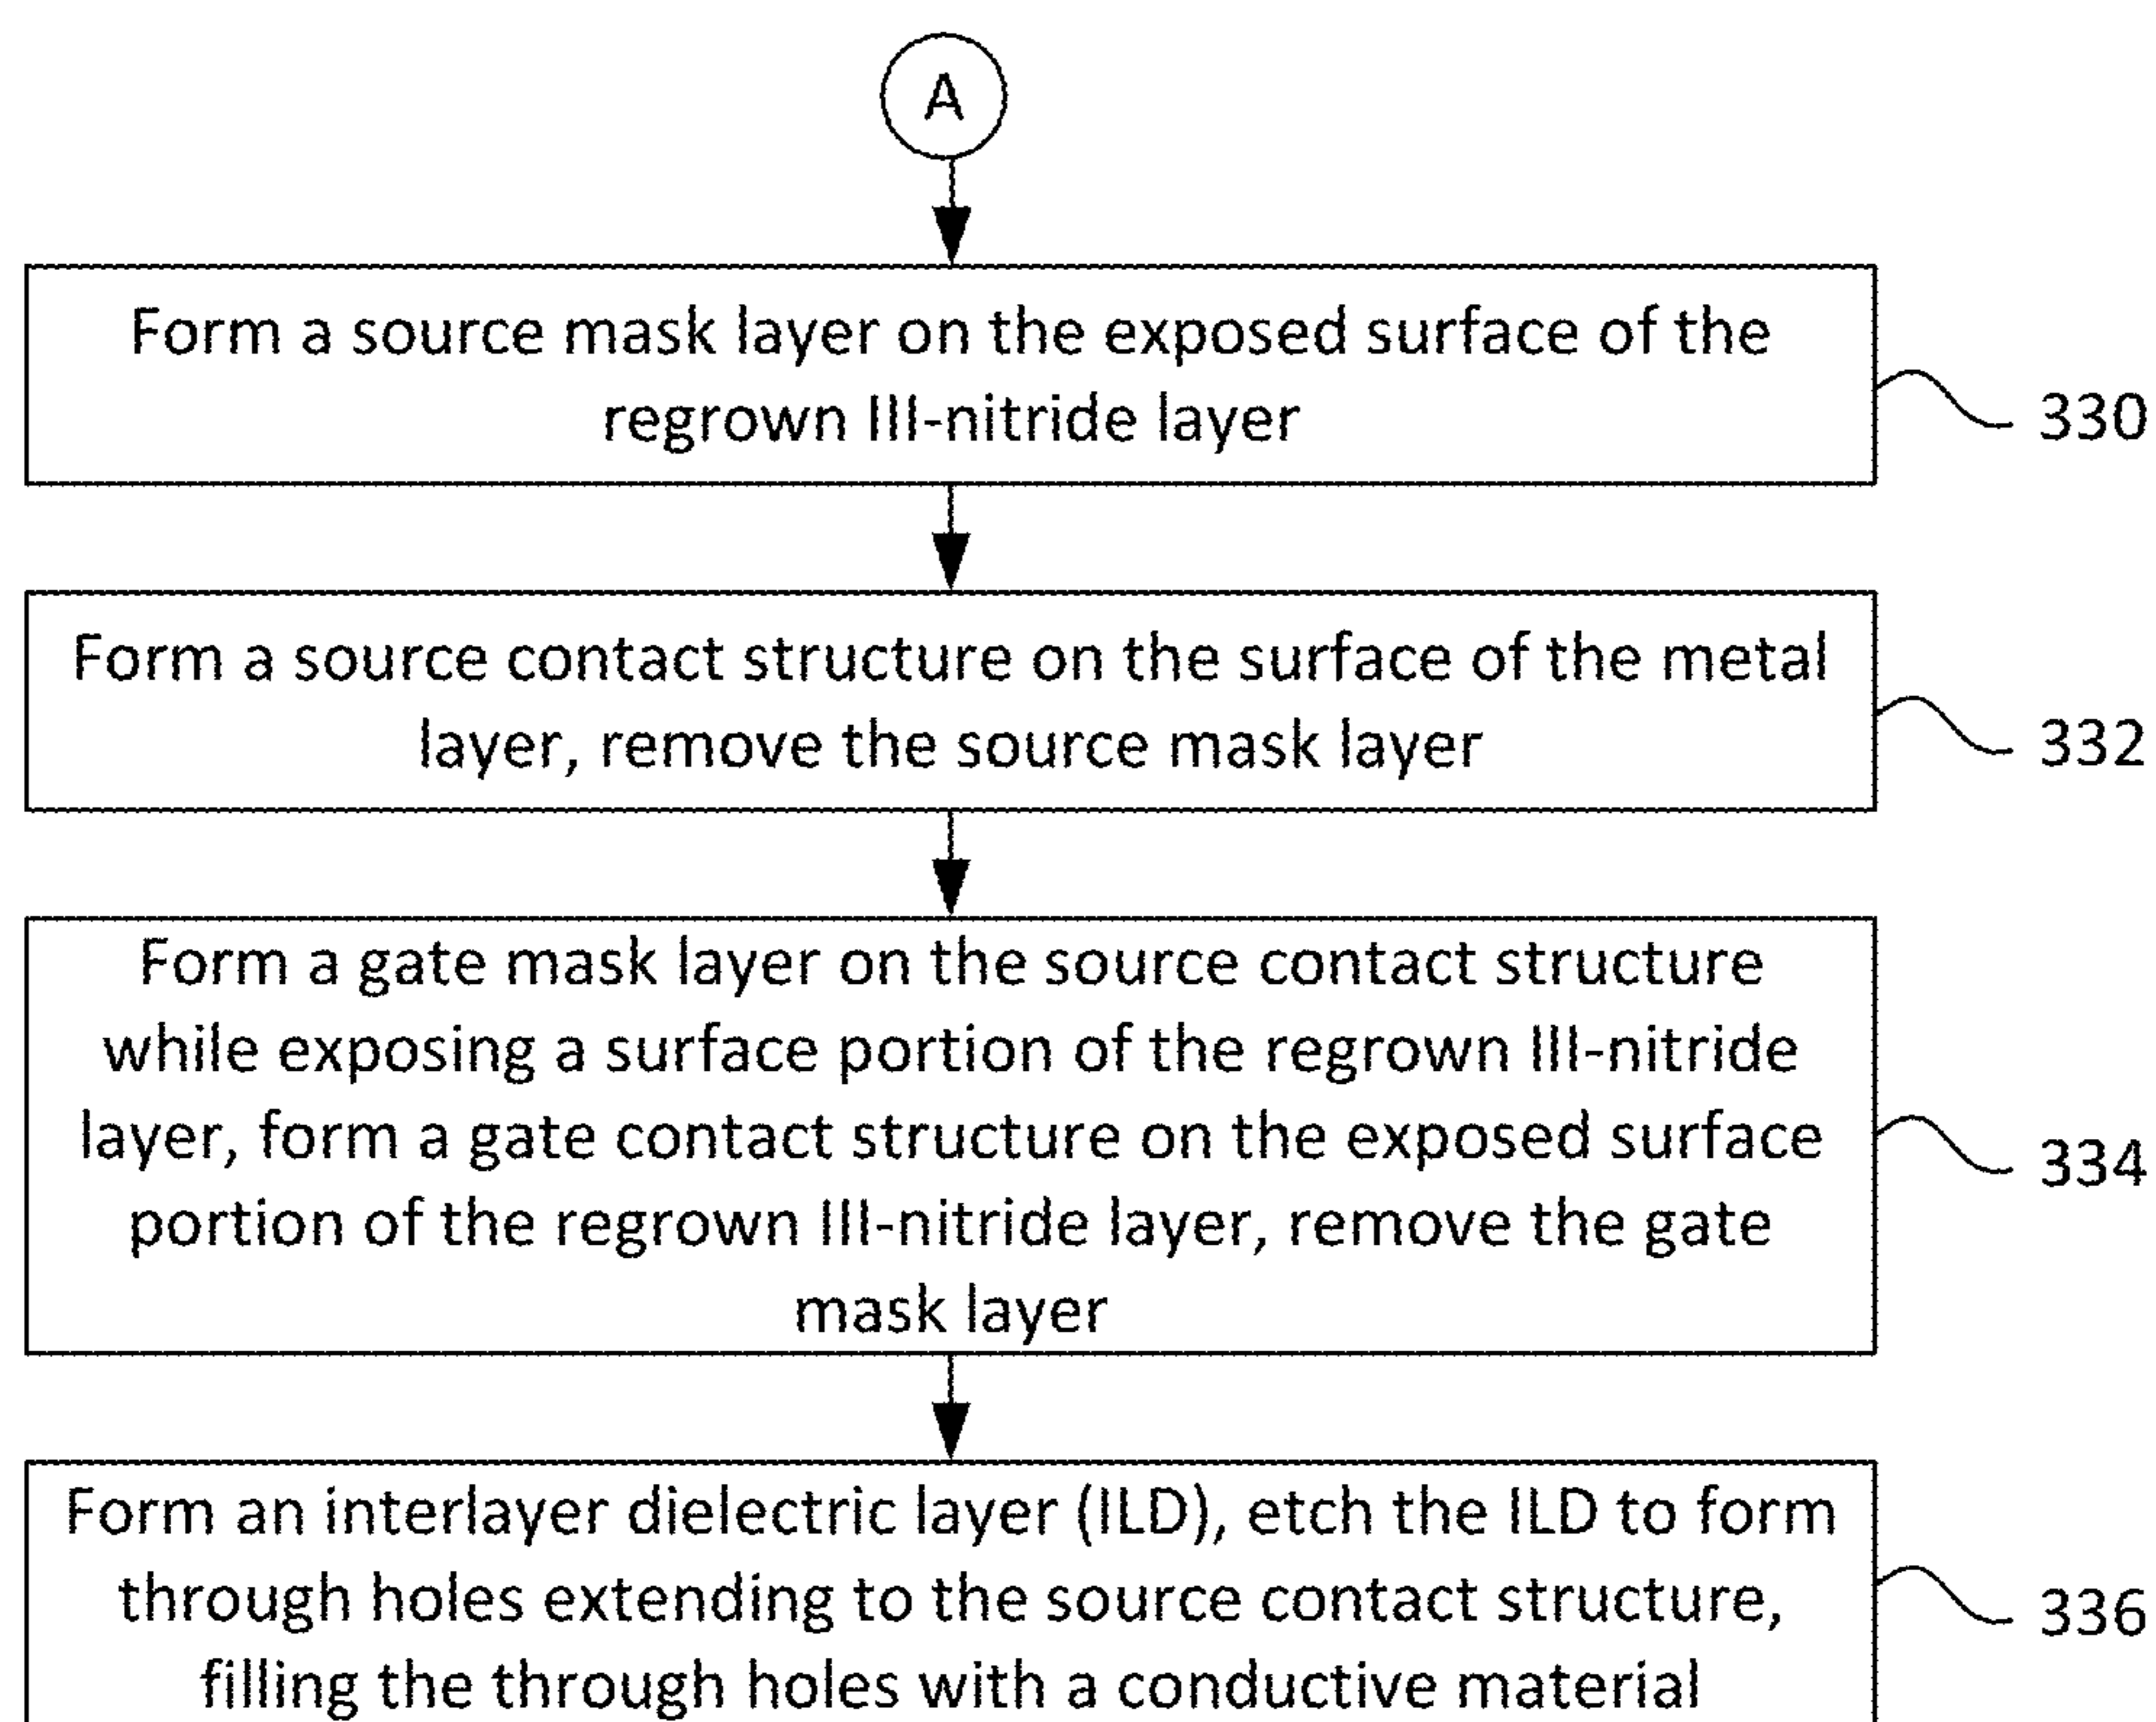 A
Form a source mask layer on the exposed surface of the
regrown III-nitride layer
330
Form a source contact structure on the surface of the metal
layer, remove the source mask layer
332
Form a gate mask layer on the source contact structure
while exposing a surface portion of the regrown III-nitride
layer, form a gate contact structure on the exposed surface
portion of the regrown III-nitride layer, remove the gate
mask layer
334
Form an interlayer dielectric layer (ILD), etch the ILD to form
through holes extending to the source contact structure,
filling the through holes with a conductive material
336